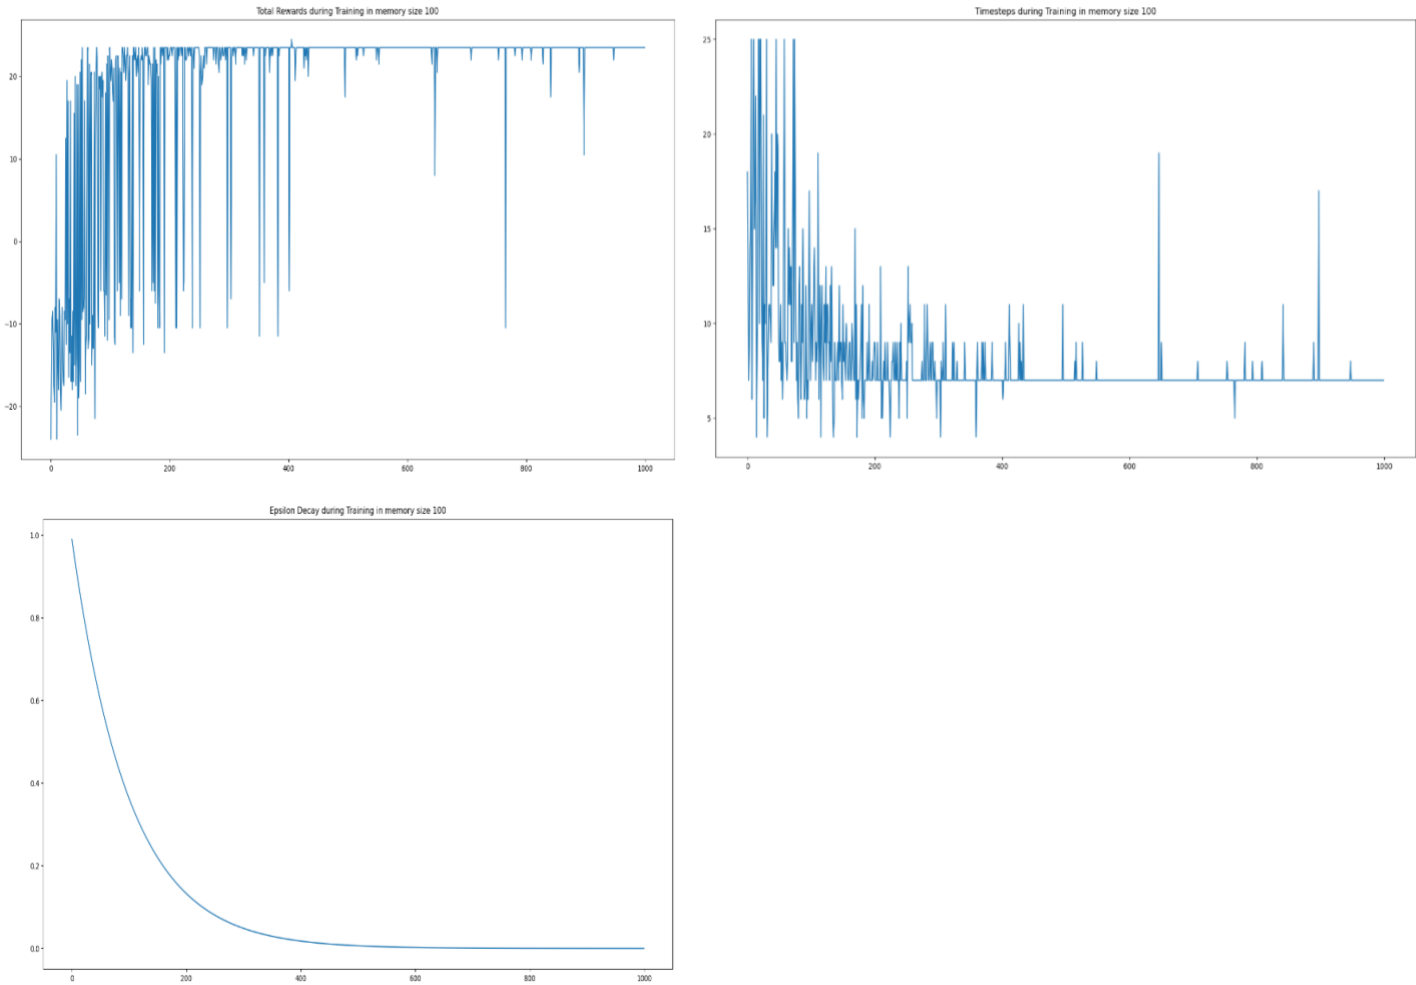 Total Rewards during Training in memory size 100
20
10
0
−10
−20
0 200 400 600 800 1000
Timesteps during Training in memory size 100
25
20
15
10
5
0 200 400 600 800 1000
Epsilon Decay during Training in memory size 100
1.0
0.8
0.6
0.4
0.2
0.0
0 200 400 600 800 1000